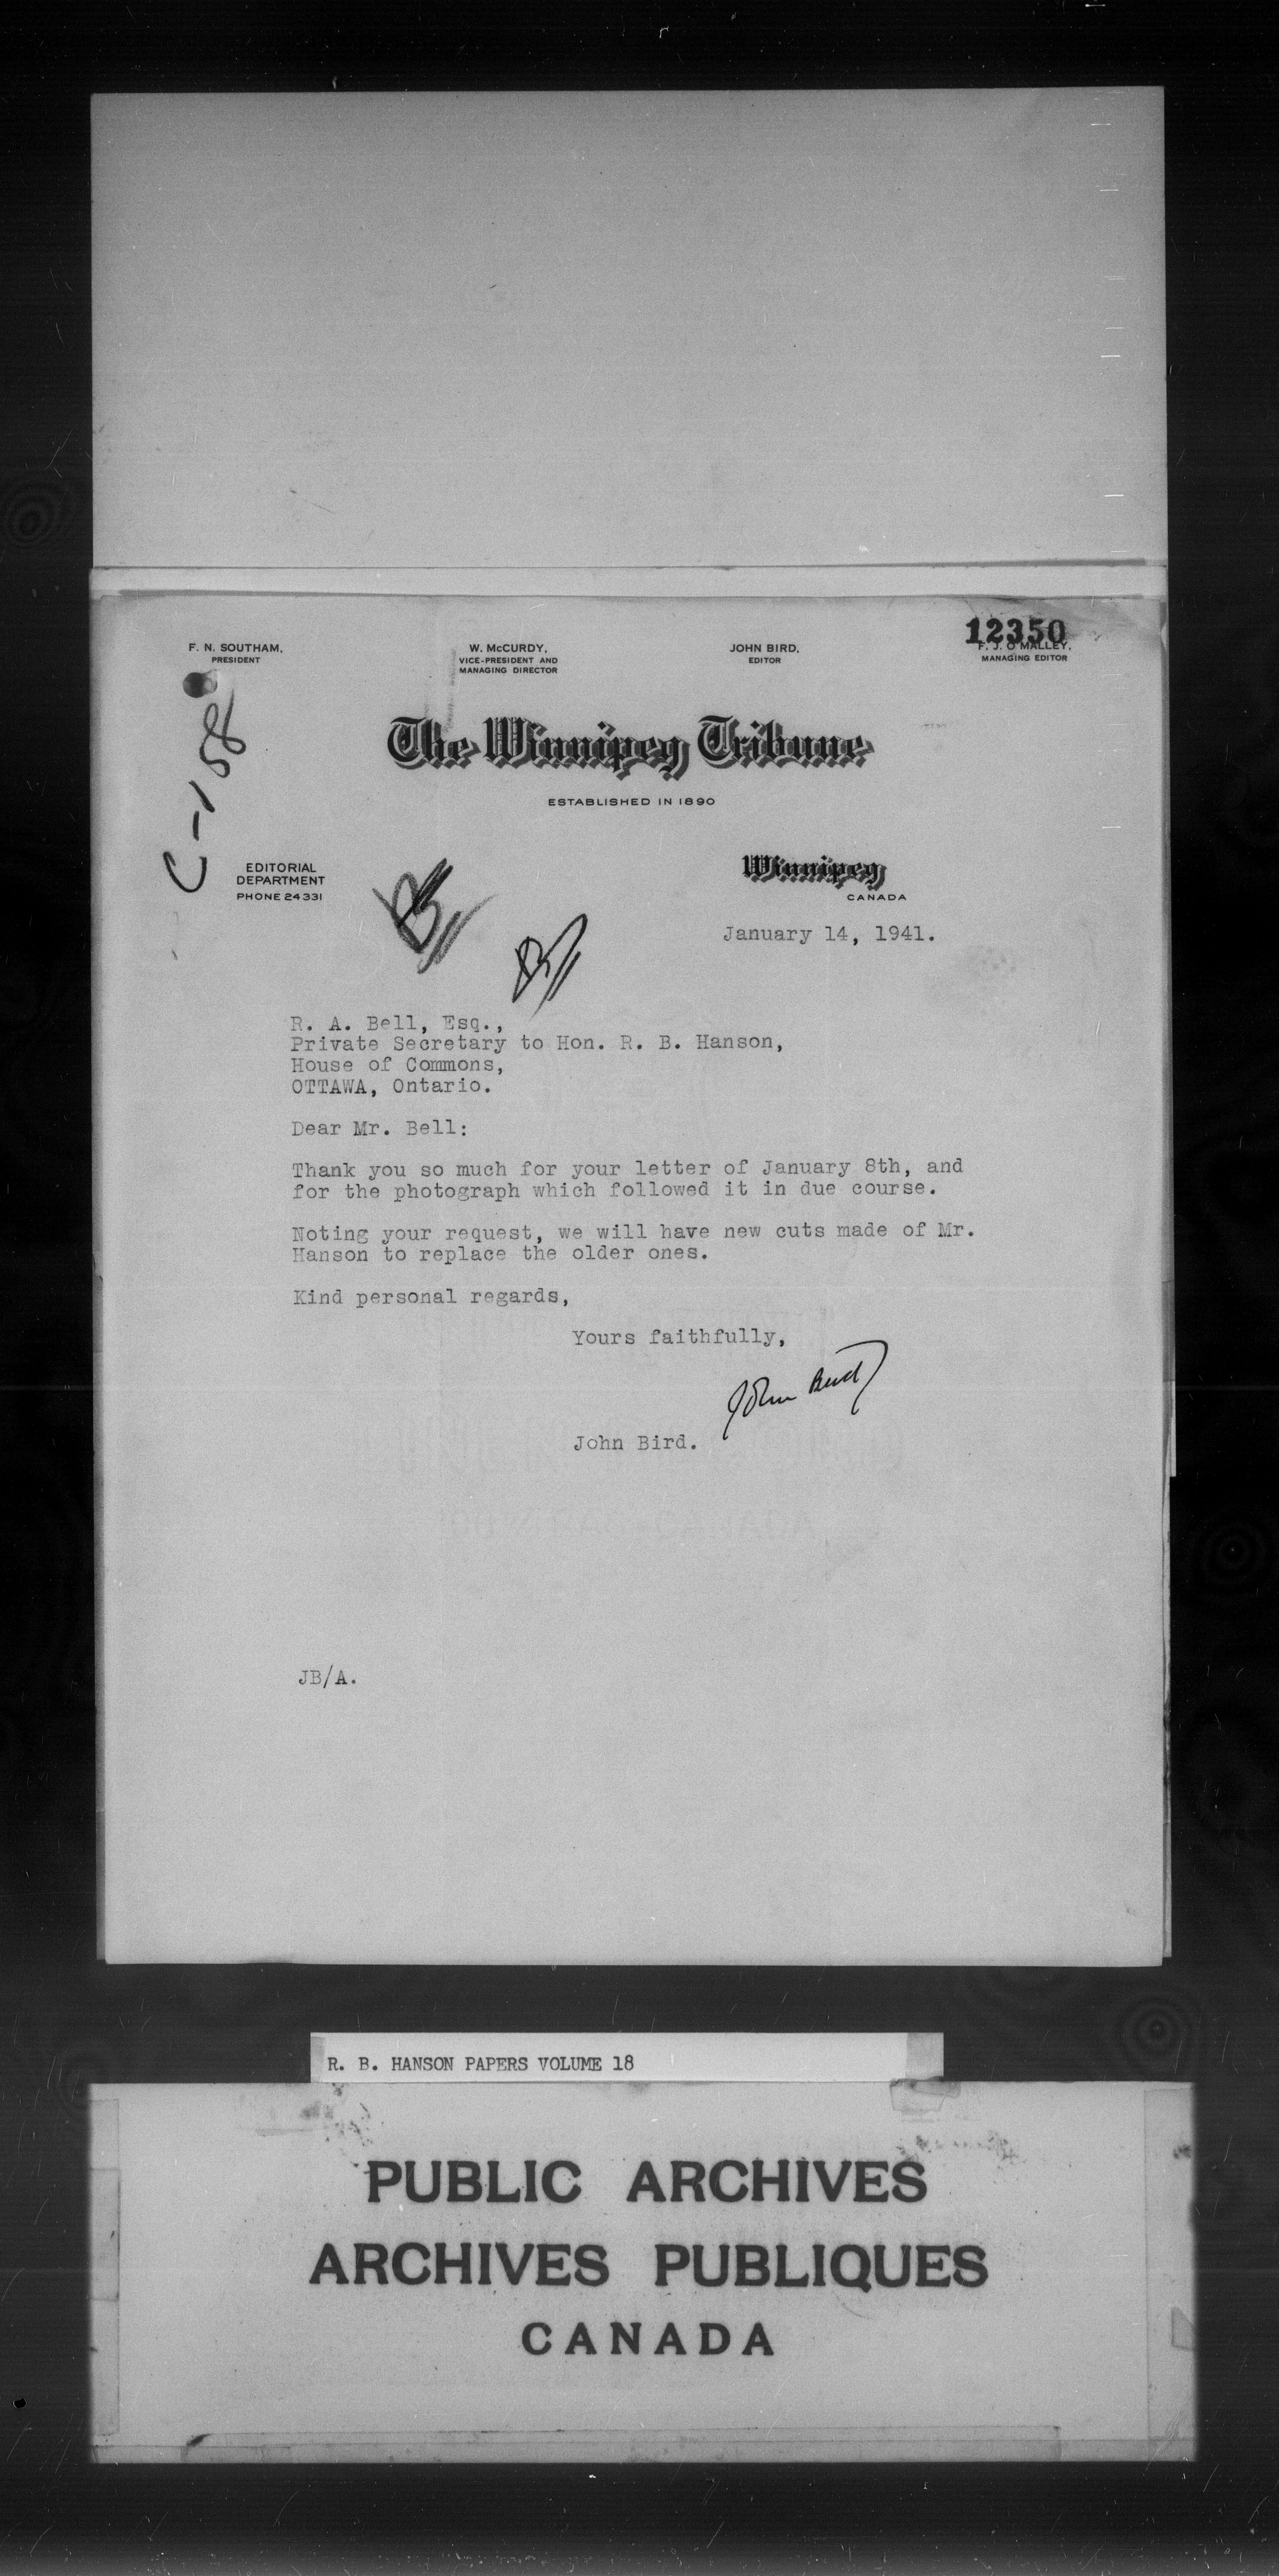 12350
F. N. SOUTHAM,
PRESIDENT
W. McCURDY,
VICE-PRESIDENT AND
MANAGING DIRECTOR
JOHN BIRD,
EDITOR
F. J. O'MALLEY,
MANAGING EDITOR
C-158
The Winnipeg Tribune
ESTABLISHED IN 1890
EDITORIAL
DEPARTMENT
PHONE 24331
Winnipeg
CANADA
January 14, 1941.
R. A. Bell, Esq.,
Private Secretary to Hon. R. B. Hanson,
House of Commons,
OTTAWA, Ontario.
Dear Mr. Bell:
Thank you so much for your letter of January 8th, and
for the photograph which followed it in due course.
Noting your request, we will have new cuts made of Mr.
Hanson to replace the older ones.
Kind personal regards,
Yours faithfully,
John Bird
John Bird.
JB/A.
R. B. HANSON PAPERS VOLUME 18
PUBLIC ARCHIVES
ARCHIVES PUBLIQUES
CANADA